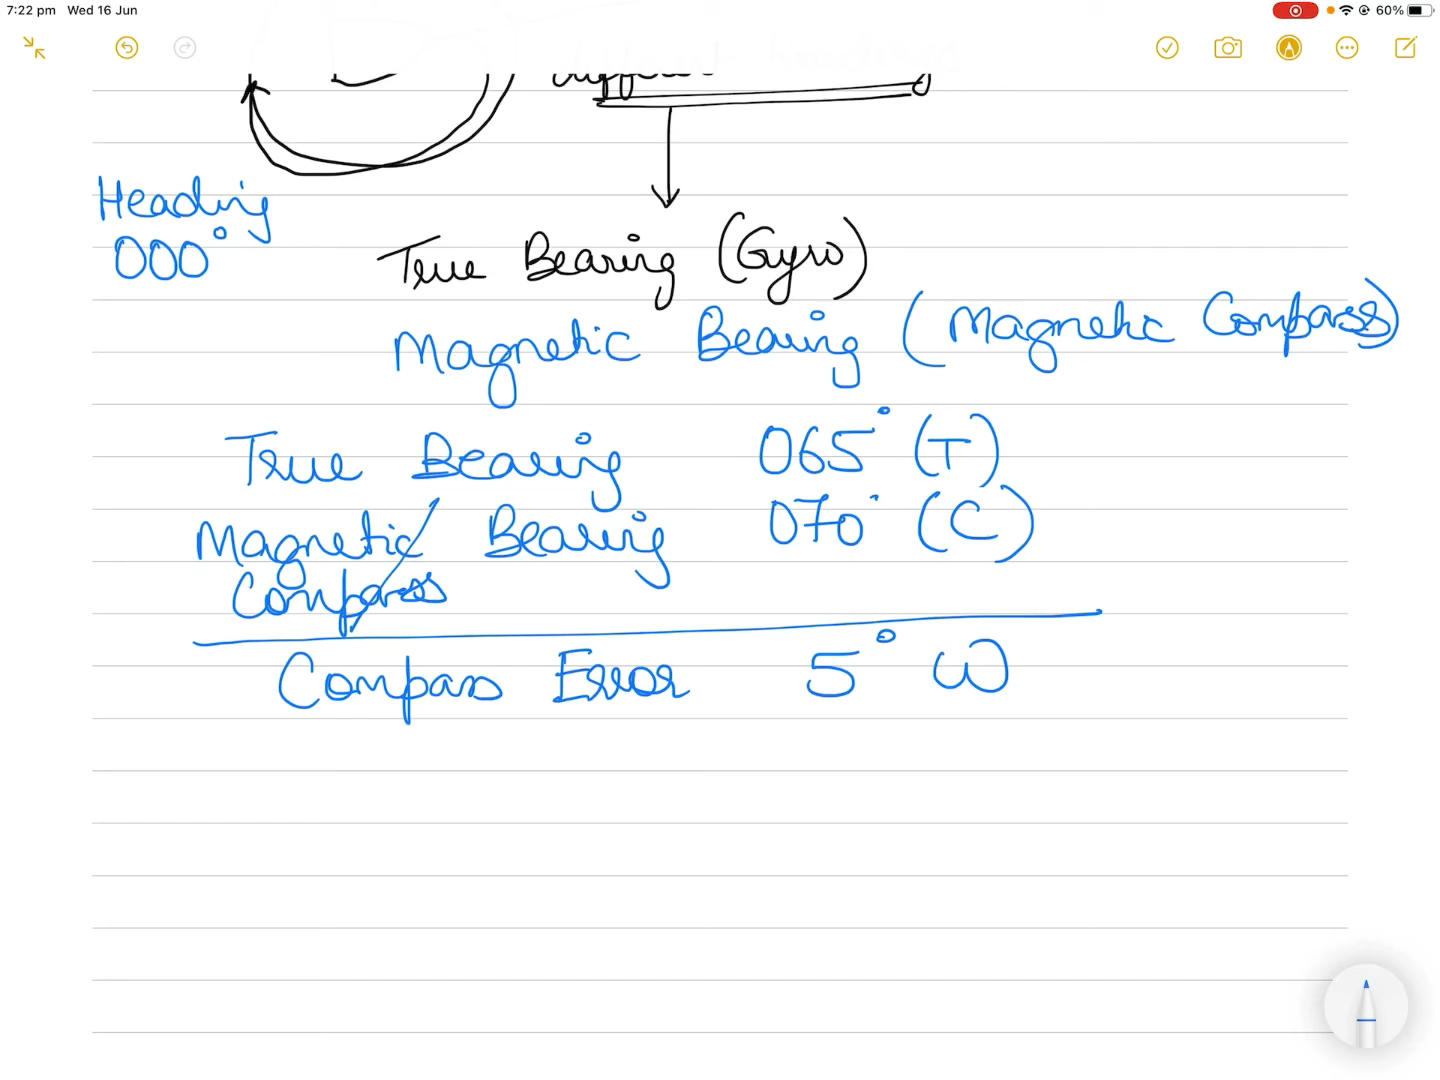 7:22 pm Wed 16 Jun 60%
Heading
000°
True Bearing (Gyro)
Magnetic Bearing (Magnetic Compass)
True Bearing 065° (T)
Magnetic Bearing 070° (C)
Compass
Compass Error 5° W